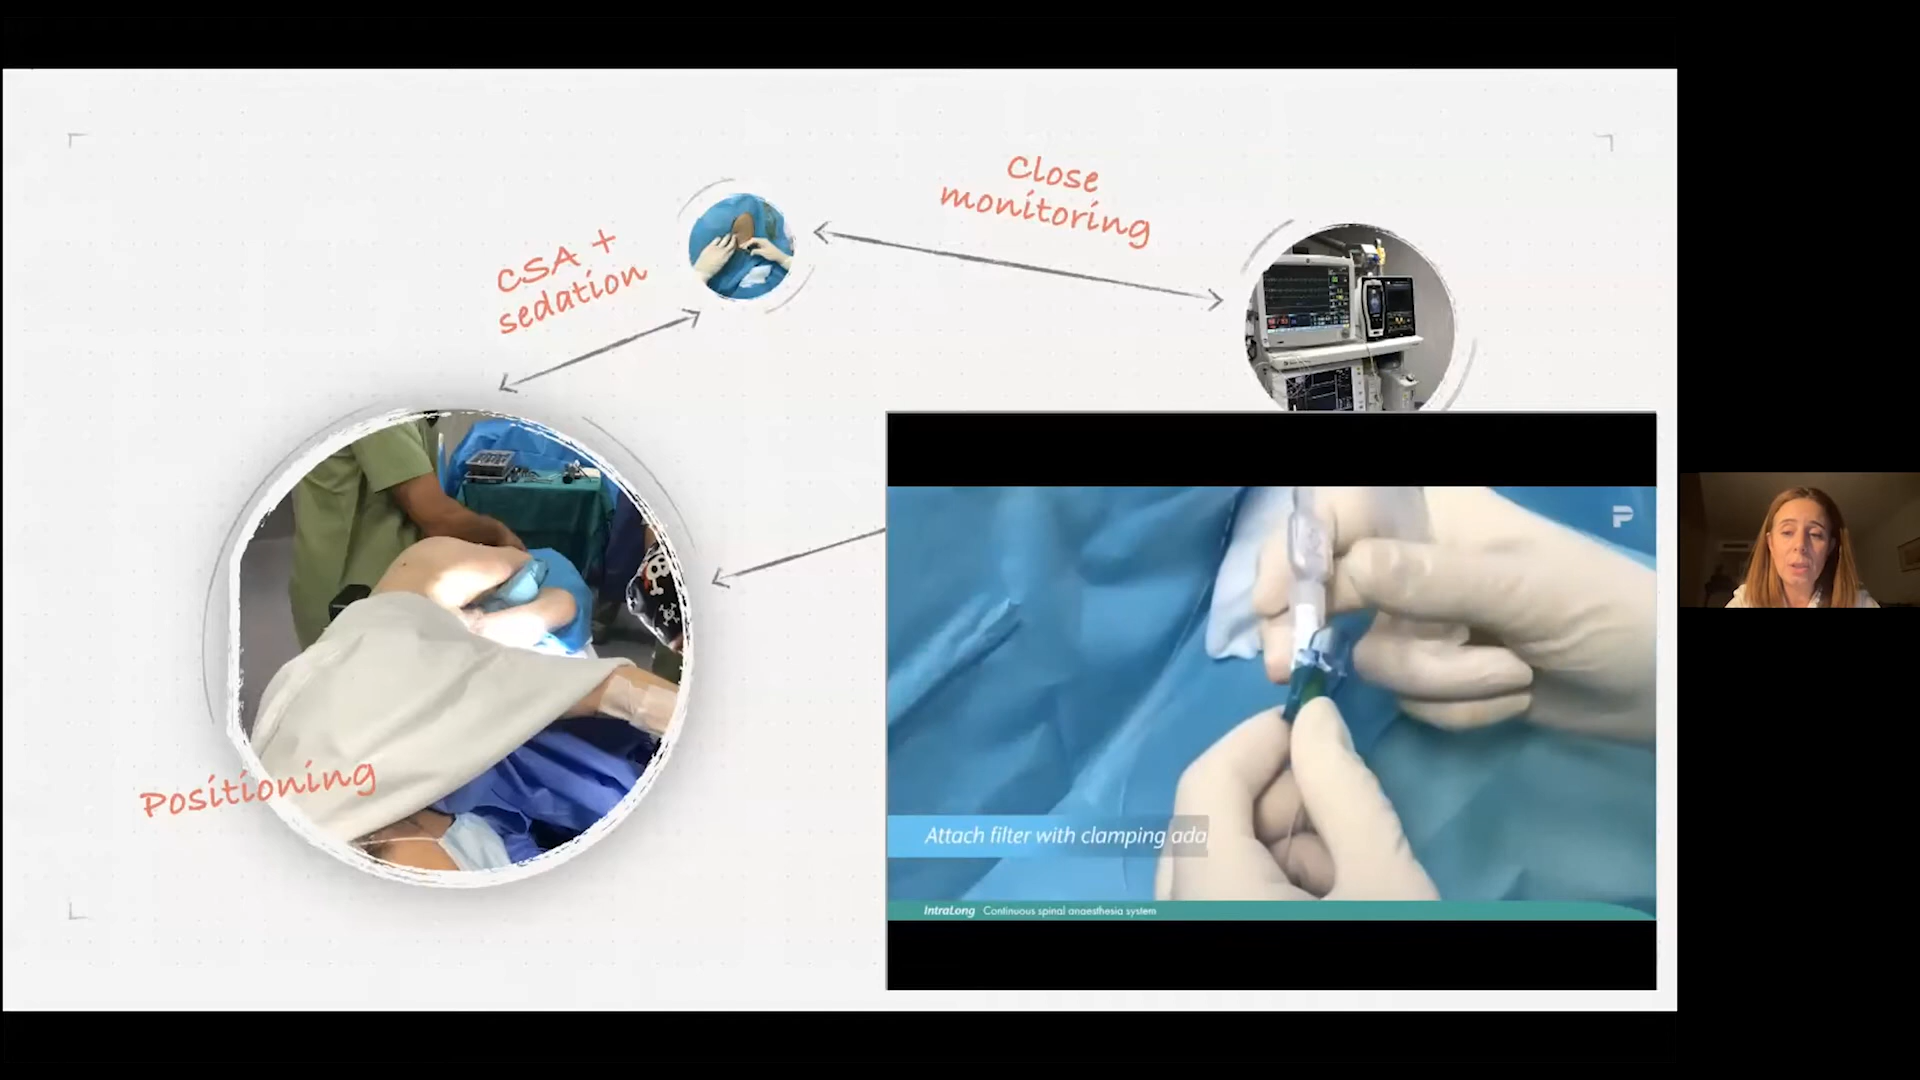 Close
monitoring
CSA +
sedation
Positioning
Attach filter with clamping ada
IntraLong Continuous spinal anaesthesia system